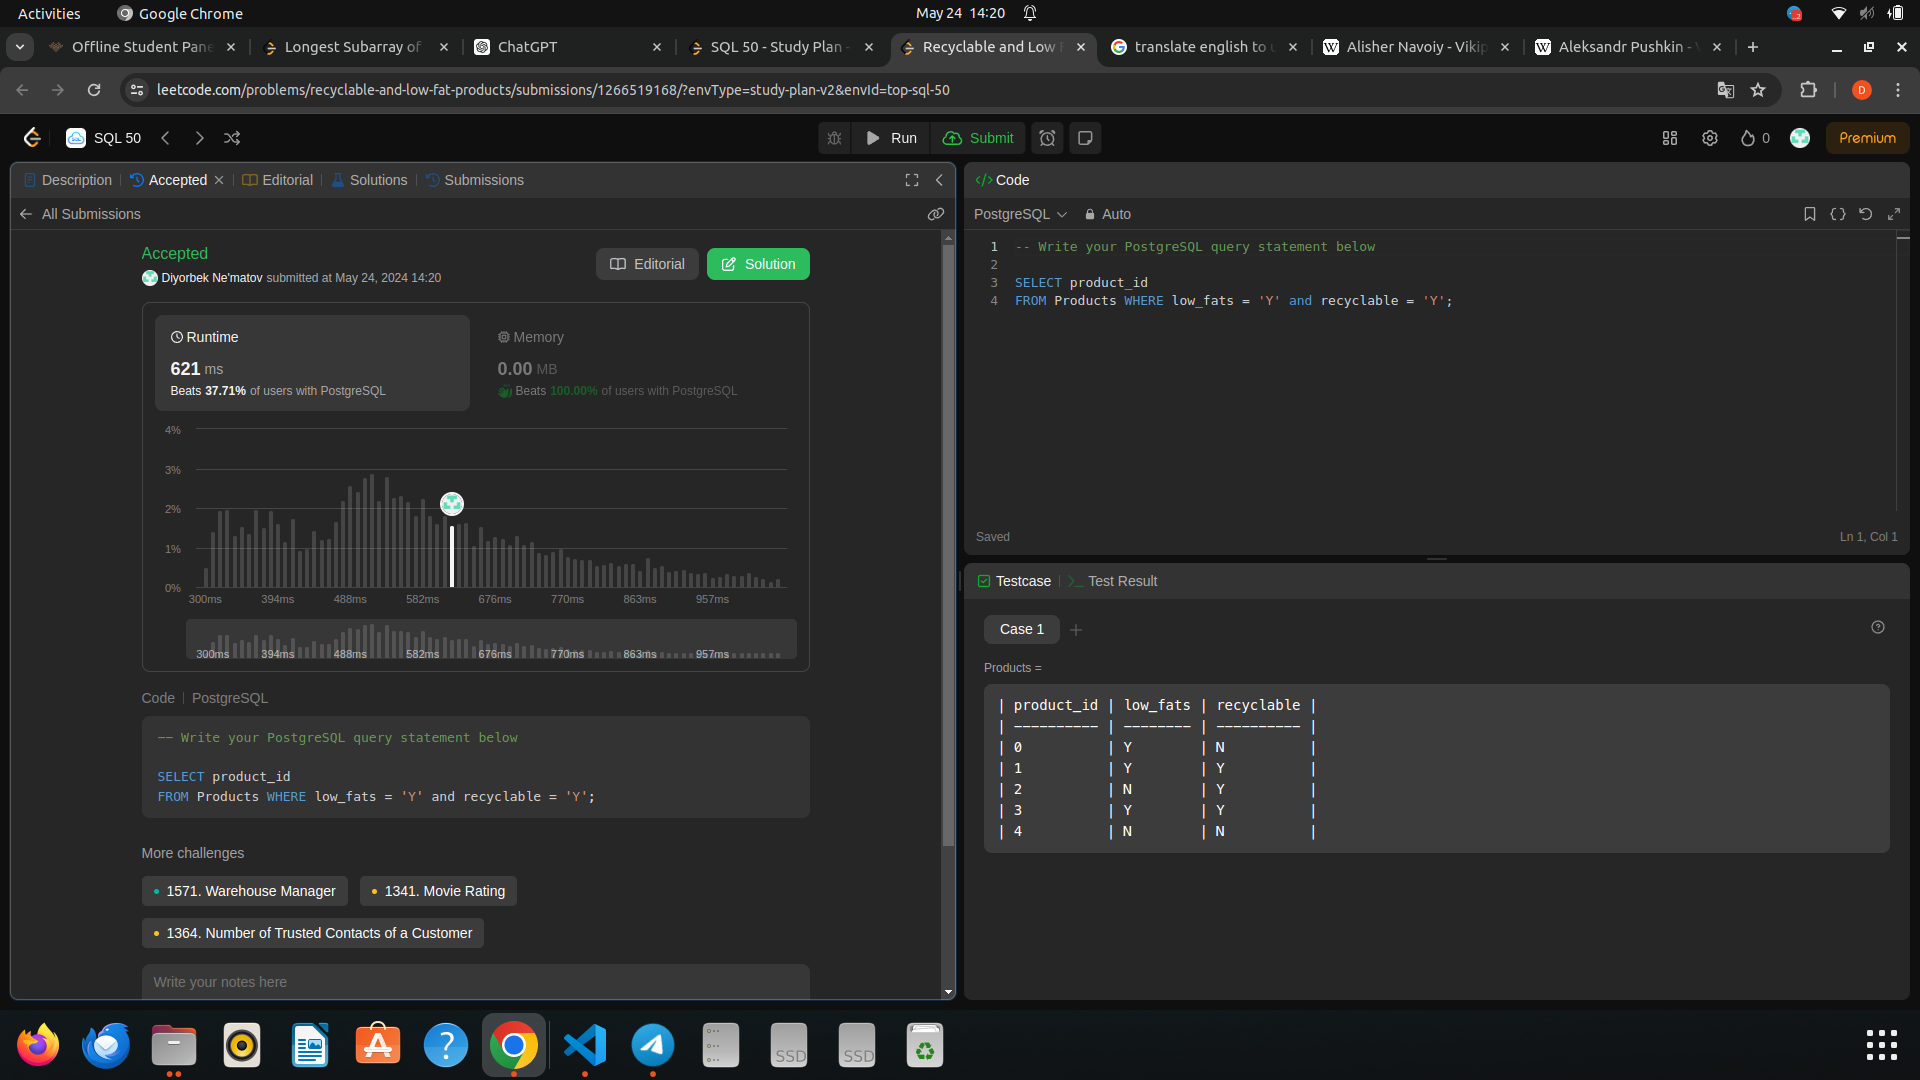 Activities
Google Chrome
May 24 14:20
Offline Student Pane
Longest Subarray of
ChatGPT
SQL 50 - Study Plan -
Recyclable and Low F
translate english to u
Alisher Navoiy - Vikip
Aleksandr Pushkin - V
leetcode.com/problems/recyclable-and-low-fat-products/submissions/1266519168/?envType=study-plan-v2&envId=top-sql-50
D
SQL 50
Run
Submit
0
Premium
Description
Accepted
Editorial
Solutions
Submissions
All Submissions
Accepted
Diyorbek Ne'matov submitted at May 24, 2024 14:20
Editorial
Solution
Runtime
621 ms
Beats 37.71% of users with PostgreSQL
Memory
0.00 MB
Beats 100.00% of users with PostgreSQL
4%
3%
2%
1%
0%
300ms 394ms 488ms 582ms 676ms 770ms 863ms 957ms
300ms 394ms 488ms 582ms 676ms 770ms 863ms 957ms
Code | PostgreSQL
-- Write your PostgreSQL query statement below
SELECT product_id
FROM Products WHERE low_fats = 'Y' and recyclable = 'Y';
More challenges
1571. Warehouse Manager
1341. Movie Rating
1364. Number of Trusted Contacts of a Customer
Write your notes here
</> Code
PostgreSQL
Auto
1 -- Write your PostgreSQL query statement below
2
3 SELECT product_id
4 FROM Products WHERE low_fats = 'Y' and recyclable = 'Y';
Saved
Ln 1, Col 1
Testcase
Test Result
Case 1
Products =
| product_id | low_fats | recyclable |
| ---------- | -------- | ---------- |
| 0 | Y | N |
| 1 | Y | Y |
| 2 | N | Y |
| 3 | Y | Y |
| 4 | N | N |
SSD
SSD